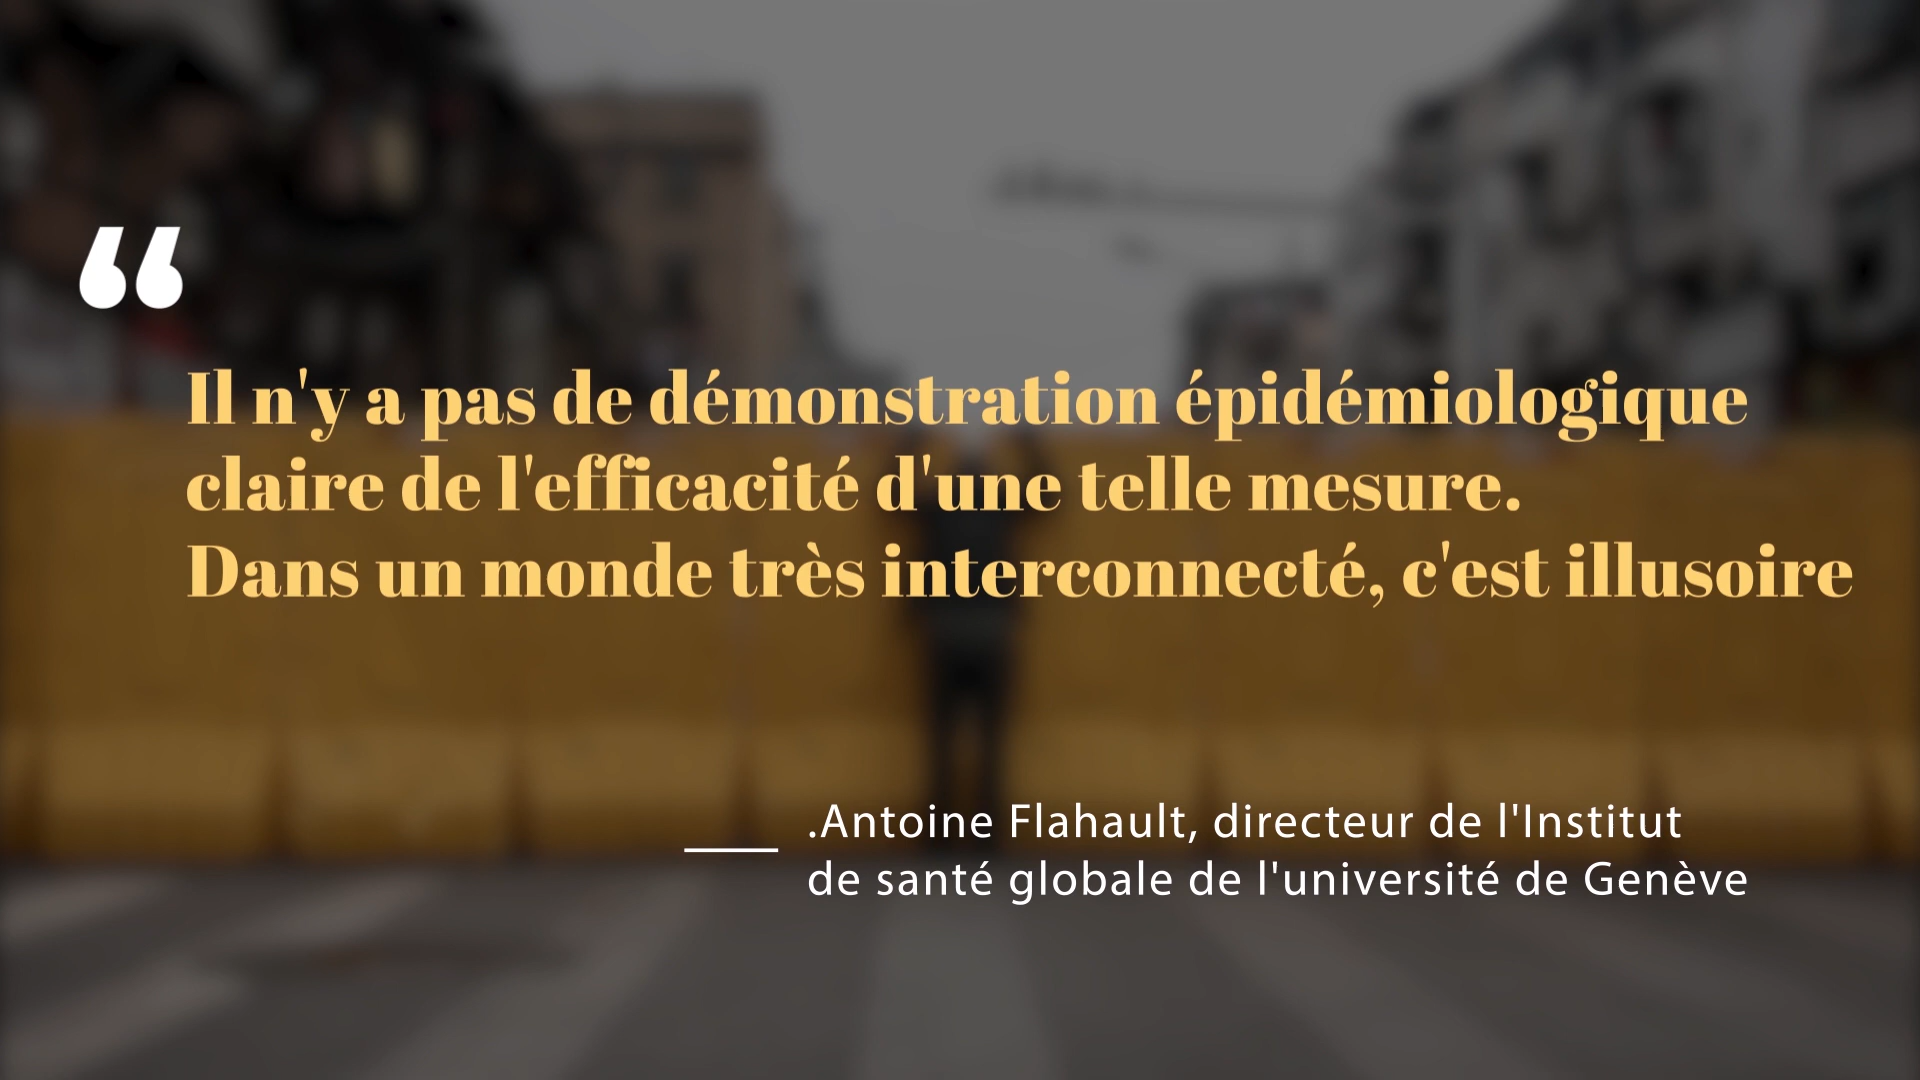 “
Il n'y a pas de démonstration épidémiologique
claire de l'efficacité d'une telle mesure.
Dans un monde très interconnecté, c'est illusoire
.Antoine Flahault, directeur de l'Institut
de santé globale de l'université de Genève